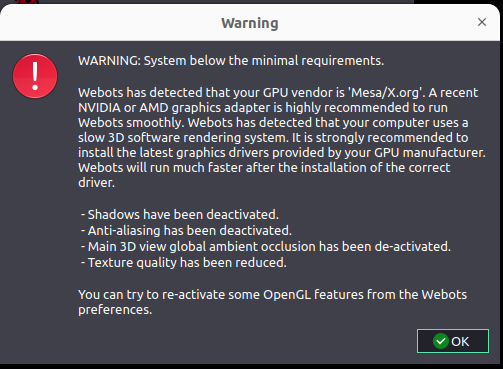 Warning
WARNING: System below the minimal requirements.
Webots has detected that your GPU vendor is 'Mesa/X.org'. A recent
NVIDIA or AMD graphics adapter is highly recommended to run
Webots smoothly. Webots has detected that your computer uses a
slow 3D software rendering system. It is strongly recommended to
install the latest graphics drivers provided by your GPU manufacturer.
Webots will run much faster after the installation of the correct
driver.
- Shadows have been deactivated.
- Anti-aliasing has been deactivated.
- Main 3D view global ambient occlusion has been de-activated.
- Texture quality has been reduced.
You can try to re-activate some OpenGL features from the Webots
preferences.
OK